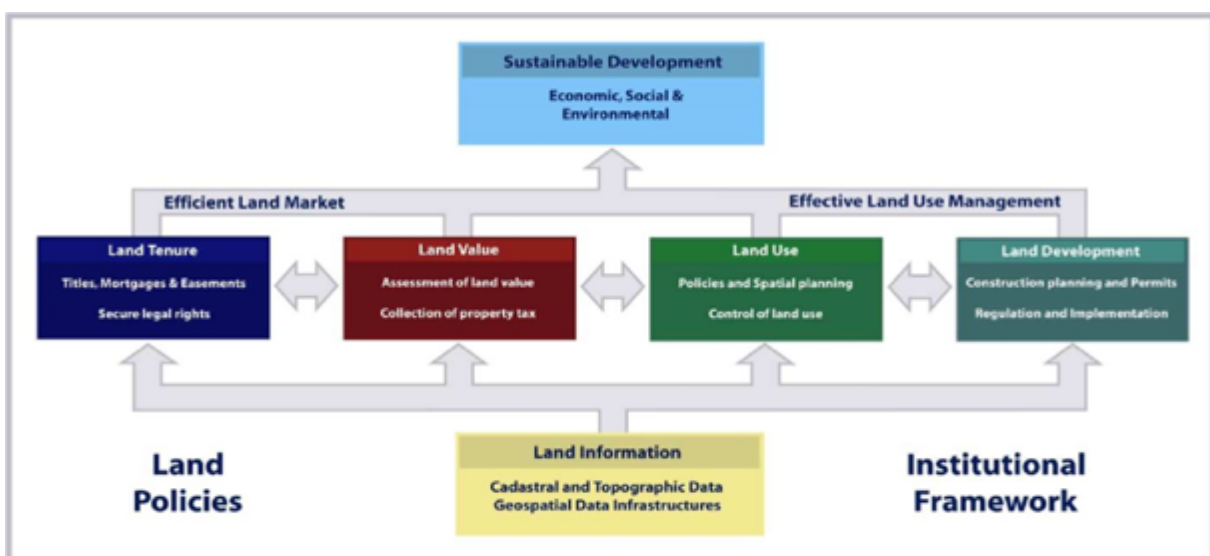 Sustainable Development
Economic, Social &
Environmental
Efficient Land Market
Effective Land Use Management
Land Tenure
Titles, Mortgages & Easements
Secure legal rights
Land Value
Assessment of land value
Collection of property tax
Land Use
Policies and Spatial planning
Control of land use
Land Development
Construction planning and Permits
Regulation and Implementation
Land
Policies
Land Information
Cadastral and Topographic Data
Geospatial Data Infrastructures
Institutional
Framework